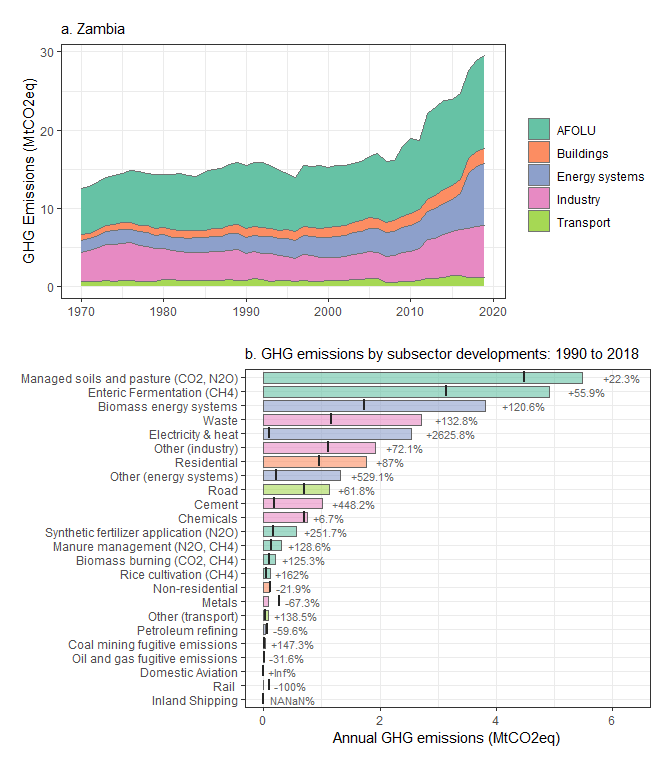 a. Zambia
GHG Emissions (MtCO2eq)
30
20
10
0
1970
1980
1990
2000
2010
2020
AFOLU
Buildings
Energy systems
Industry
Transport
b. GHG emissions by subsector developments: 1990 to 2018
Managed soils and pasture (CO2, N2O) +22.3%
Enteric Fermentation (CH4) +55.9%
Biomass energy systems +120.6%
Waste +132.8%
Electricity & heat +2625.8%
Other (industry) +72.1%
Residential +87%
Other (energy systems) +529.1%
Road +61.8%
Cement +448.2%
Chemicals +6.7%
Synthetic fertilizer application (N2O) +251.7%
Manure management (N2O, CH4) +128.6%
Biomass burning (CO2, CH4) +125.3%
Rice cultivation (CH4) +162%
Non-residential -21.9%
Metals -67.3%
Other (transport) +138.5%
Petroleum refining -59.6%
Coal mining fugitive emissions +147.3%
Oil and gas fugitive emissions -31.6%
Domestic Aviation +Inf%
Rail -100%
Inland Shipping NANaN%
0
2
4
6
Annual GHG emissions (MtCO2eq)